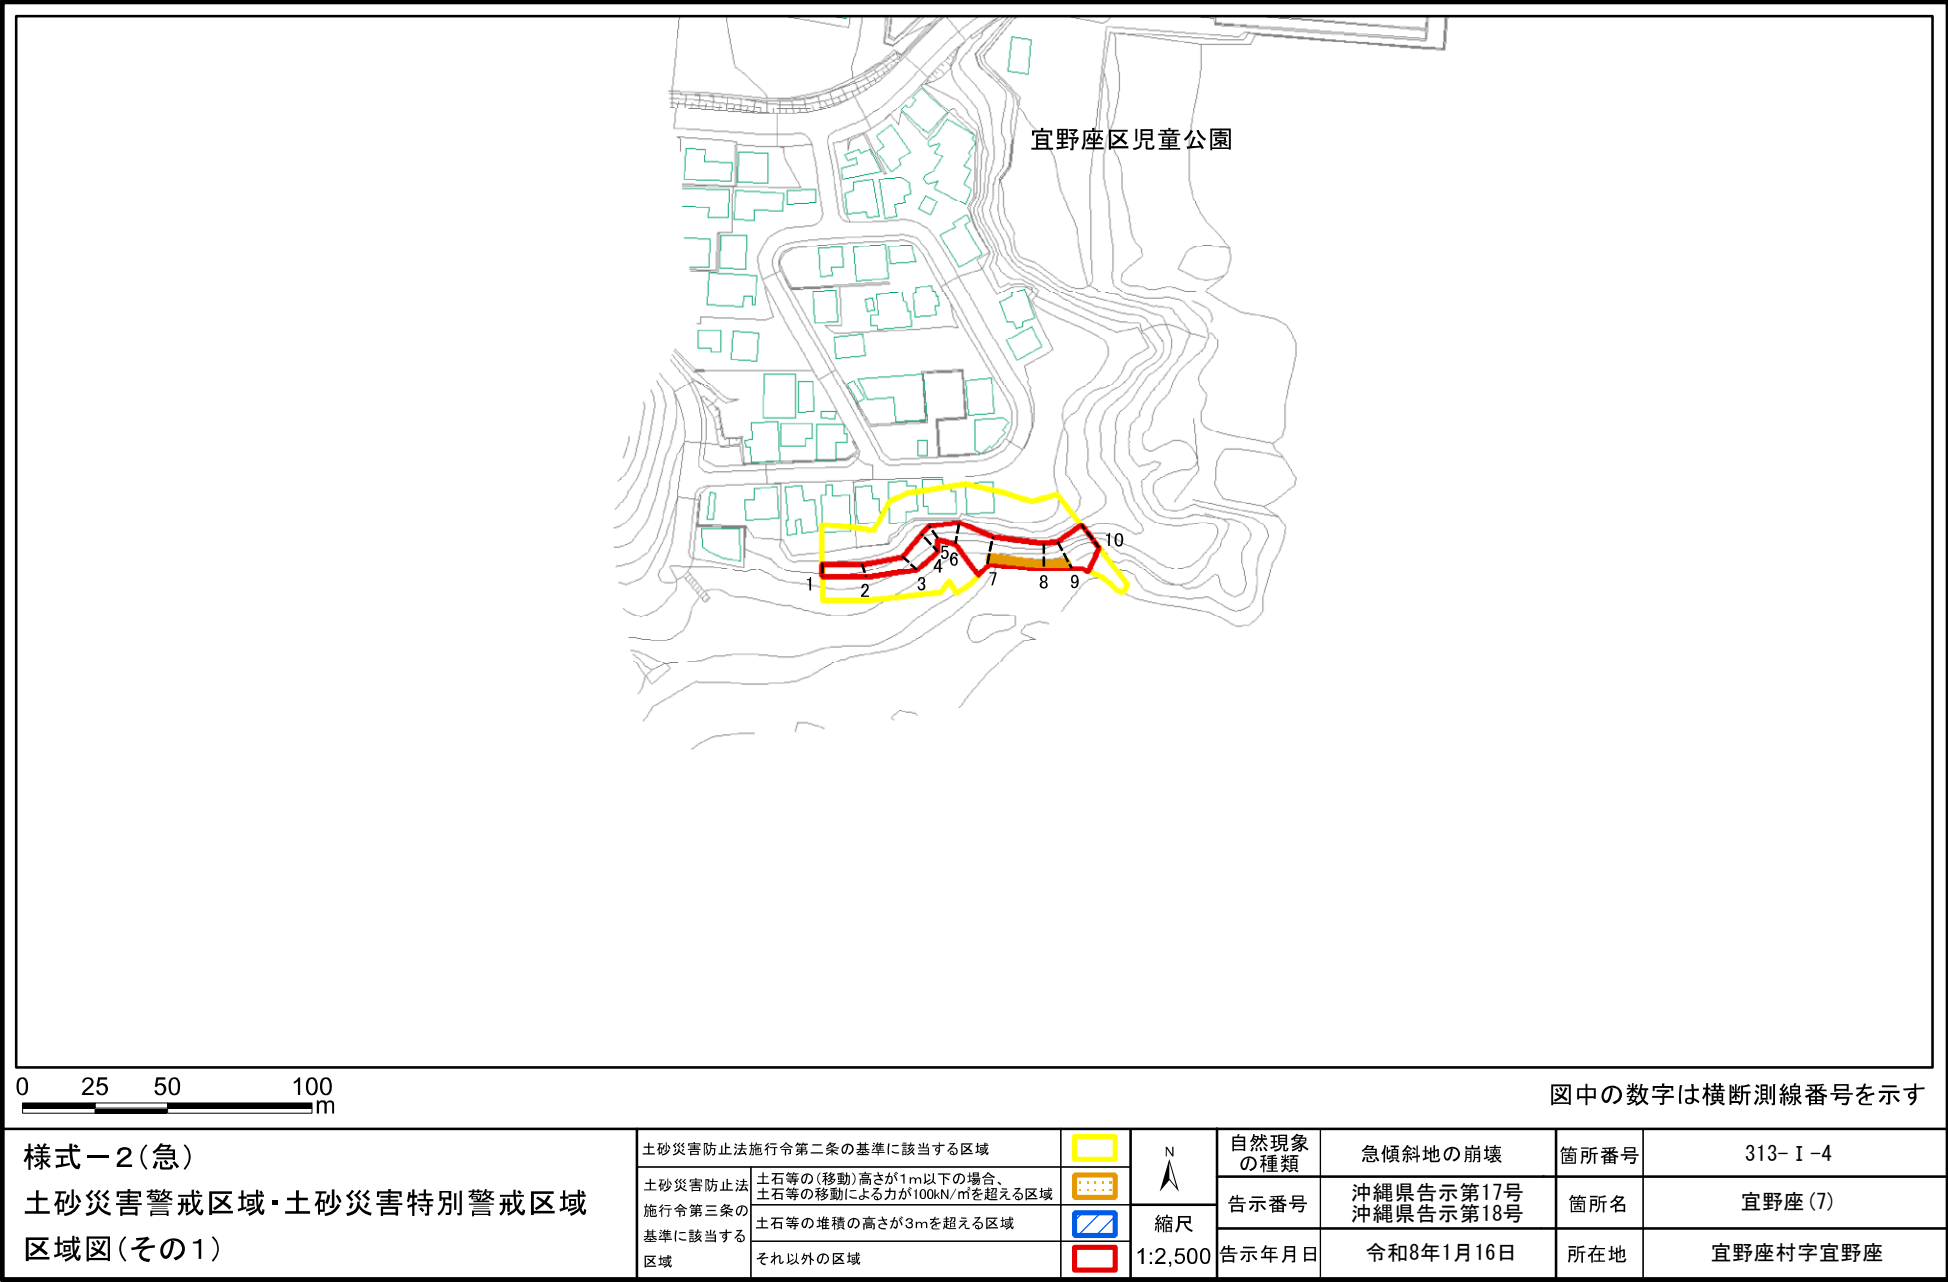 宜野座区児童公園
1
2
3
4
5
6
7
8
9
10
0 25 50 100
m
図中の数字は横断測線番号を示す
様式－2(急)
土砂災害警戒区域・土砂災害特別警戒区域
区域図(その1)
土砂災害防止法施行令第二条の基準に該当する区域
土砂災害防止法
施行令第三条の
基準に該当する
区域
土石等の(移動)高さが1m以下の場合、
土石等の移動による力が100kN/㎡を超える区域
土石等の堆積の高さが3mを超える区域
それ以外の区域
N
縮尺
1:2,500
自然現象
の種類
急傾斜地の崩壊
箇所番号
313-Ⅰ-4
告示番号
沖縄県告示第17号
沖縄県告示第18号
箇所名
宜野座(7)
告示年月日
令和8年1月16日
所在地
宜野座村字宜野座